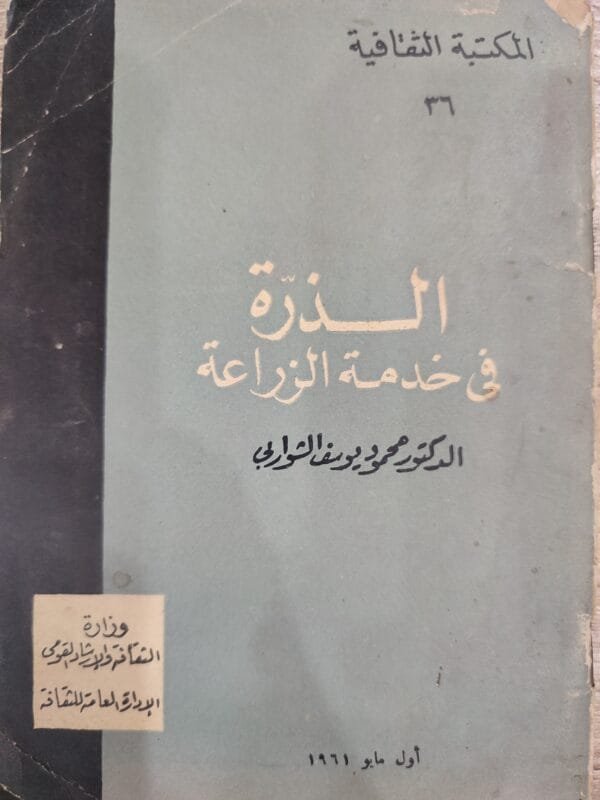 المكتبة الثقافية
٣٦
الـــذرّة
فى خدمة الزراعة
الدكتور محمود يوسف الشواربى
وزارة
الثقافة والإرشاد القومى
الإدارة العامة للثقافة
أول مايو ١٩٦١